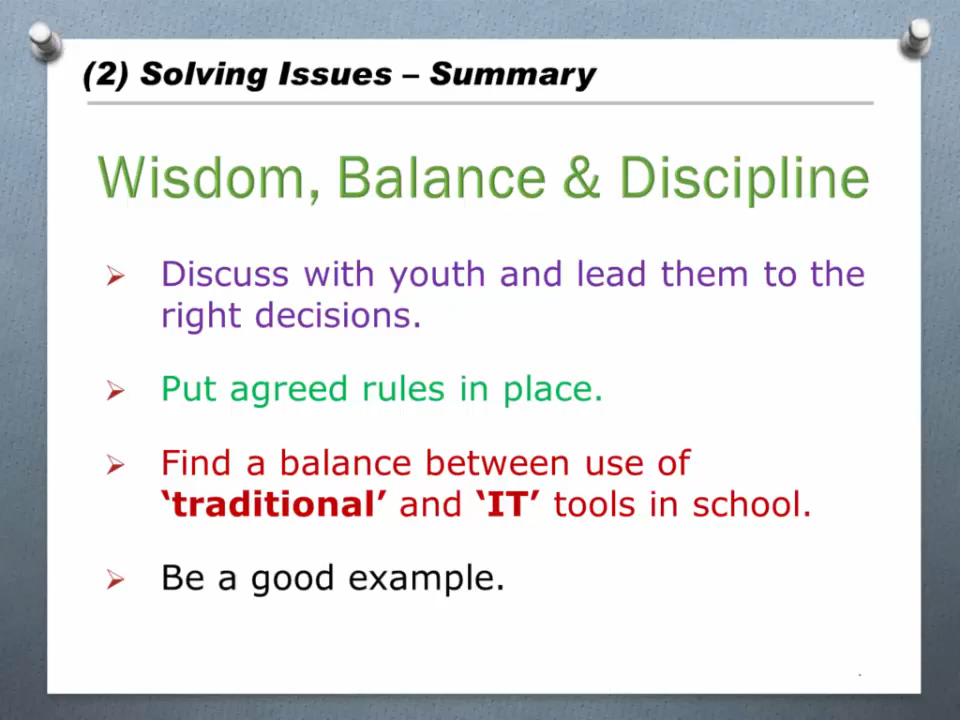 (2) Solving Issues – Summary
Wisdom, Balance & Discipline
Discuss with youth and lead them to the
right decisions.
Put agreed rules in place.
Find a balance between use of
‘traditional’ and ‘IT’ tools in school.
Be a good example.